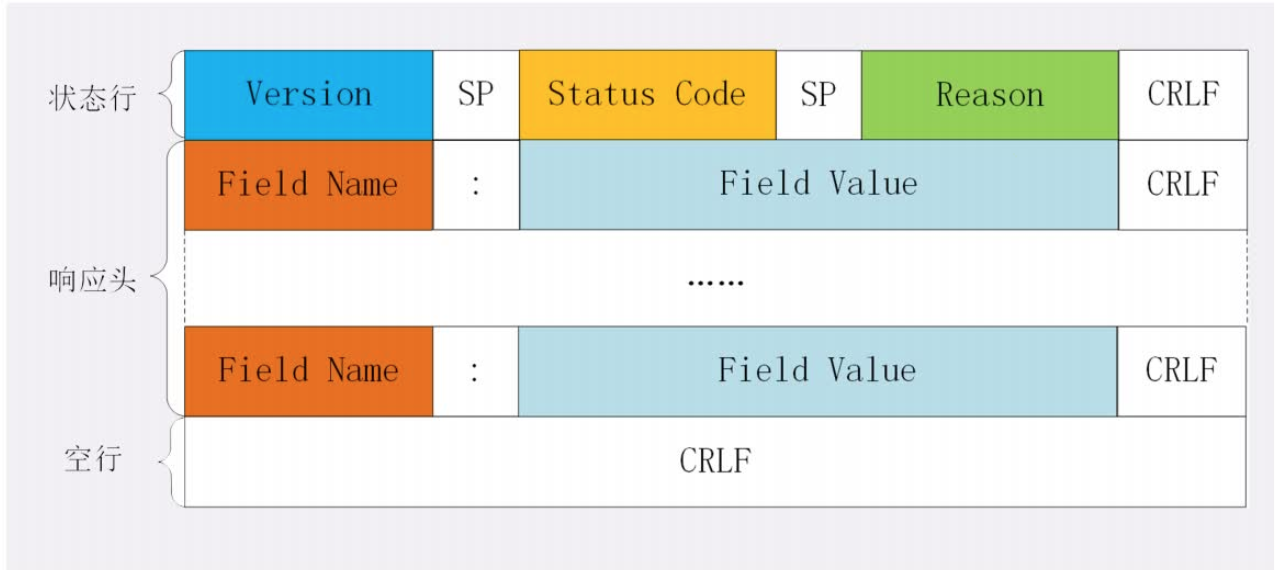 状态行 Version SP Status Code SP Reason CRLF
Field Name : Field Value CRLF
响应头 ……
Field Name : Field Value CRLF
空行 CRLF